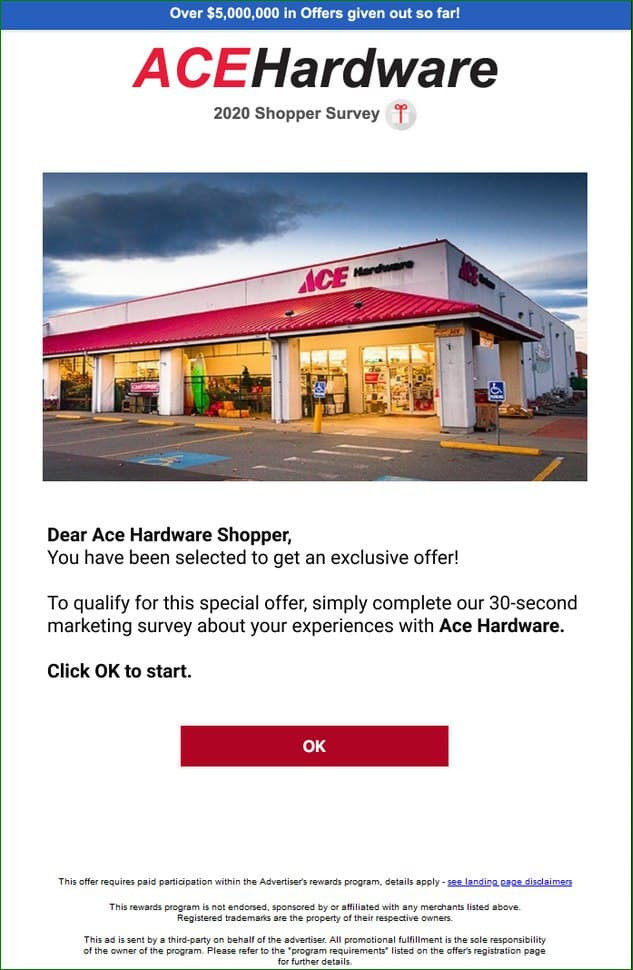 Over $5,000,000 in Offers given out so far!
ACEHardware
2020 Shopper Survey
ACE Hardware
ACE
Dear Ace Hardware Shopper,
You have been selected to get an exclusive offer!
To qualify for this special offer, simply complete our 30-second
marketing survey about your experiences with Ace Hardware.
Click OK to start.
OK
This offer requires paid participation within the Advertiser's rewards program, details apply - see landing page disclaimers
This rewards program is not endorsed, sponsored by or affiliated with any merchants listed above.
Registered trademarks are the property of their respective owners.
This ad is sent by a third-party on behalf of the advertiser. All promotional fulfillment is the sole responsibility
of the owner of the program. Please refer to the "program requirements" listed on the offer's registration page
for further details.